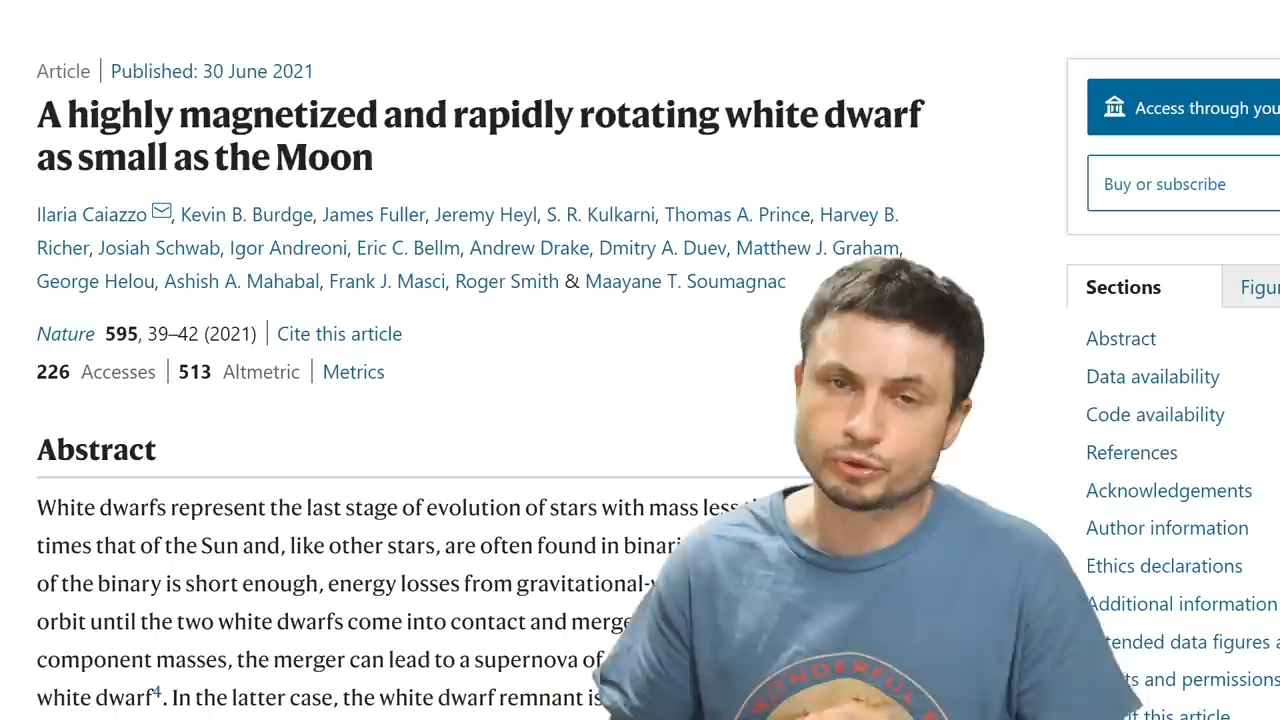 Article | Published: 30 June 2021
A highly magnetized and rapidly rotating white dwarf
as small as the Moon
Ilaria Caiazzo, Kevin B. Burdge, James Fuller, Jeremy Heyl, S. R. Kulkarni, Thomas A. Prince, Harvey B.
Richer, Josiah Schwab, Igor Andreoni, Eric C. Bellm, Andrew Drake, Dmitry A. Duev, Matthew J. Graham,
George Helou, Ashish A. Mahabal, Frank J. Masci, Roger Smith & Maayane T. Soumagnac
Nature 595, 39–42 (2021) | Cite this article
226 Accesses | 513 Altmetric | Metrics
Abstract
White dwarfs represent the last stage of evolution of stars with mass less
times that of the Sun and, like other stars, are often found in
of the binary is short enough, energy losses from
orbit until the two white dwarfs come into contact and merge
component masses, the merger can lead to a supernova of
white dwarf4. In the latter case, the white dwarf remnant is
Access through
Buy or subscribe
Sections
Abstract
Data availability
Code availability
References
Acknowledgements
Author information
Ethics declarations
Additional information
data figures
and permissions
this article
WONDERFUL